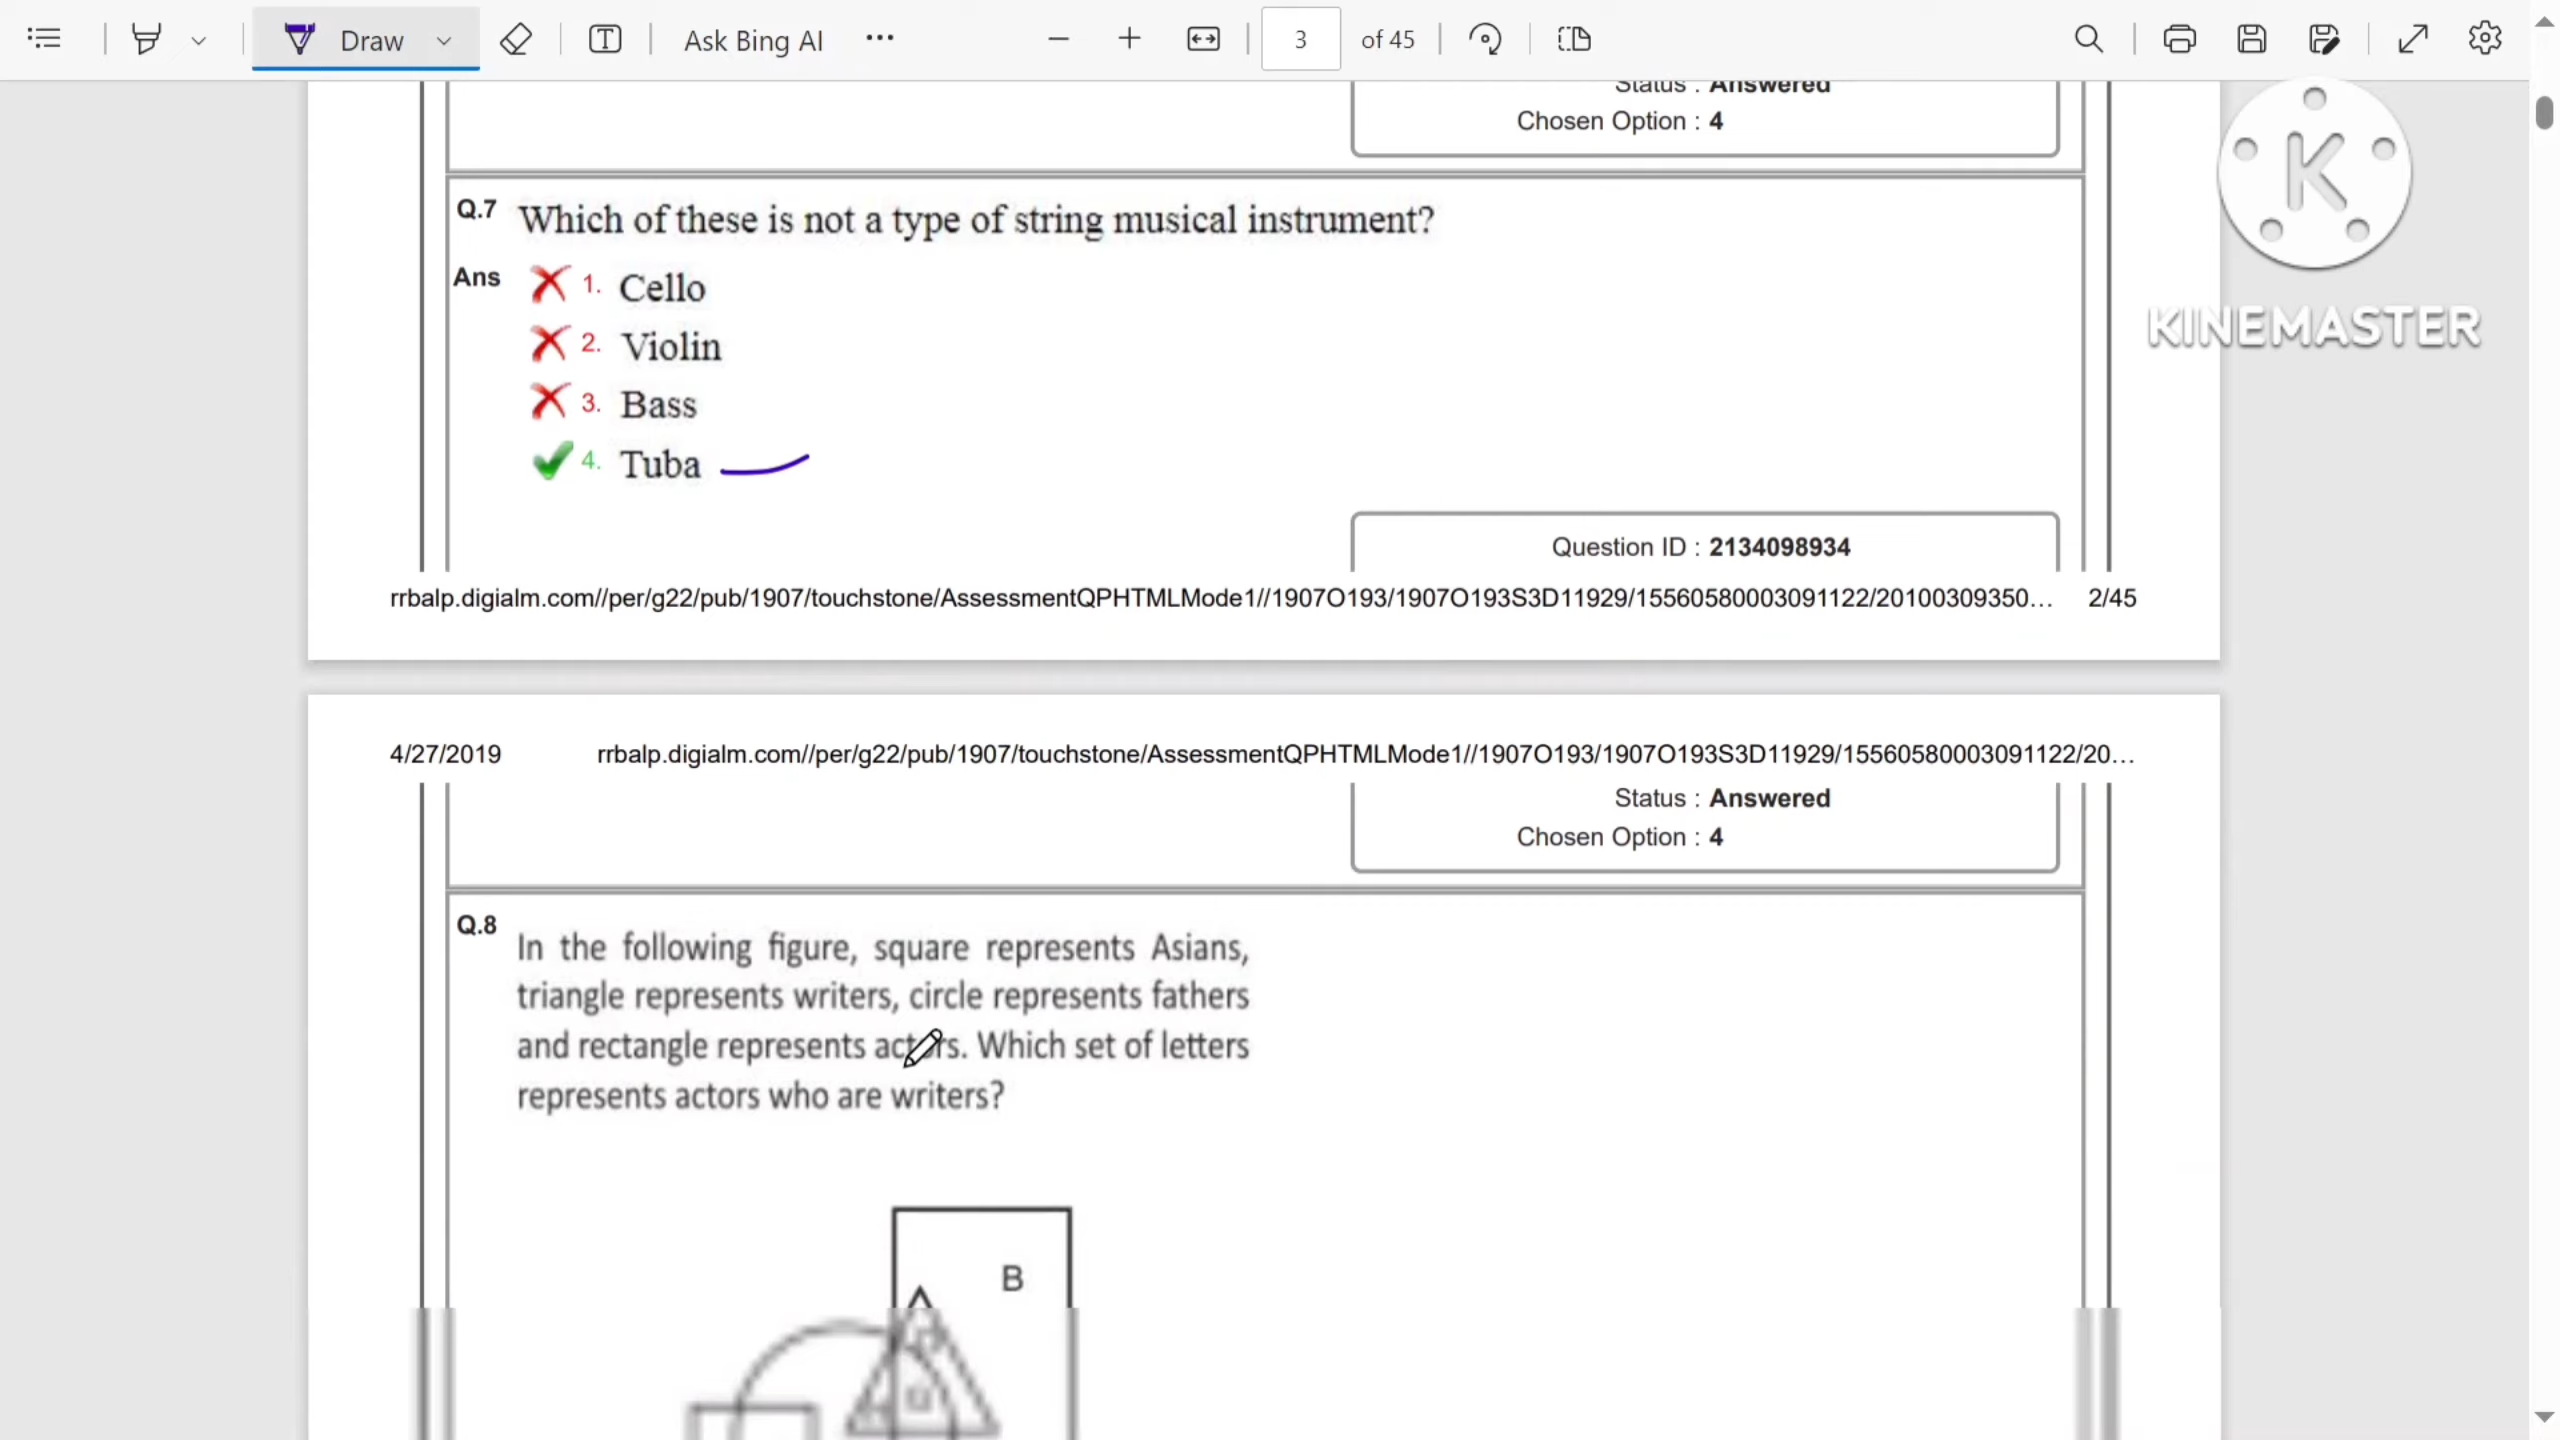 Draw
Ask Bing AI
3 of 45
Status : Answered
Chosen Option : 4
Q.7 Which of these is not a type of string musical instrument?
Ans 1. Cello
2. Violin
3. Bass
4. Tuba
Question ID : 2134098934
rrbalp.digialm.com//per/g22/pub/1907/touchstone/AssessmentQPHTMLMode1//1907O193/1907O193S3D11929/15560580003091122/20100309350... 2/45
K
KINEMASTER
4/27/2019 rrbalp.digialm.com//per/g22/pub/1907/touchstone/AssessmentQPHTMLMode1//1907O193/1907O193S3D11929/15560580003091122/20...
Status : Answered
Chosen Option : 4
Q.8 In the following figure, square represents Asians,
triangle represents writers, circle represents fathers
and rectangle represents actors. Which set of letters
represents actors who are writers?
B